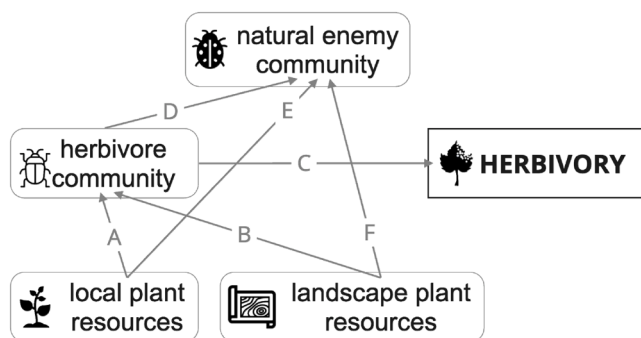 natural enemy
community
D
E
herbivore
community
C
HERBIVORY
A
B
F
local plant
resources
landscape plant
resources